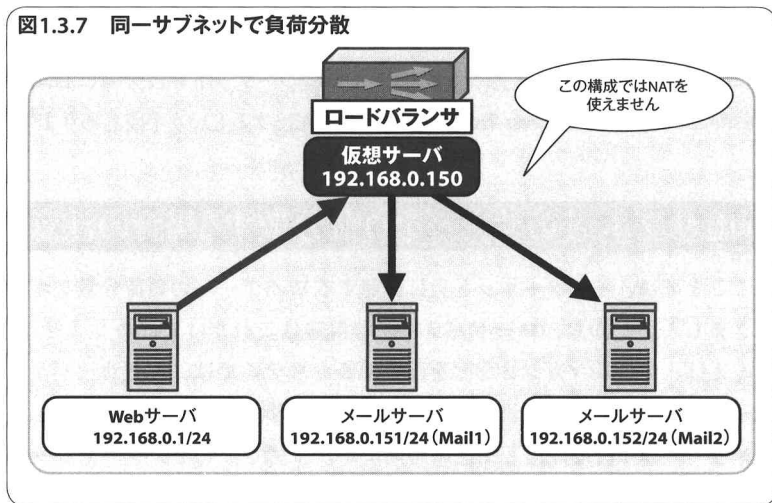 図1.3.7 同一サブネットで負荷分散
この構成ではNATを
使えません
ロードバランサ
仮想サーバ
192.168.0.150
Webサーバ
192.168.0.1/24
メールサーバ
192.168.0.151/24（Mail1）
メールサーバ
192.168.0.152/24（Mail2）